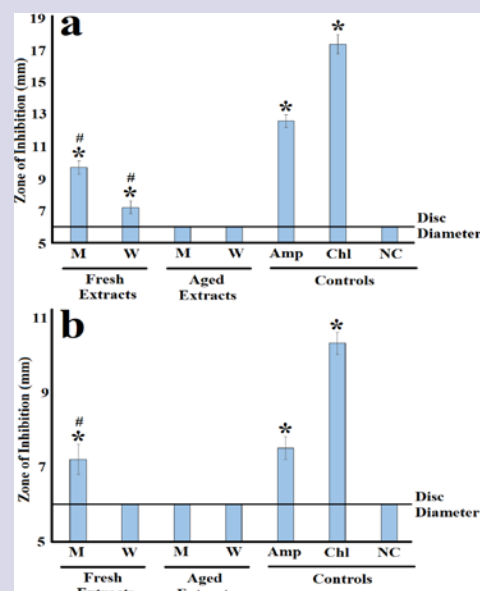 a
19
17
15
13
11
9
7
5
Zone of Inhibition (mm)
#
*
#
*
*
*
Disc
Diameter
M W M W Amp Chl NC
Fresh
Extracts
Aged
Extracts
Controls
b
11
9
7
5
Zone of Inhibition (mm)
#
*
*
*
Disc
Diameter
M W M W Amp Chl NC
Fresh Aged Controls